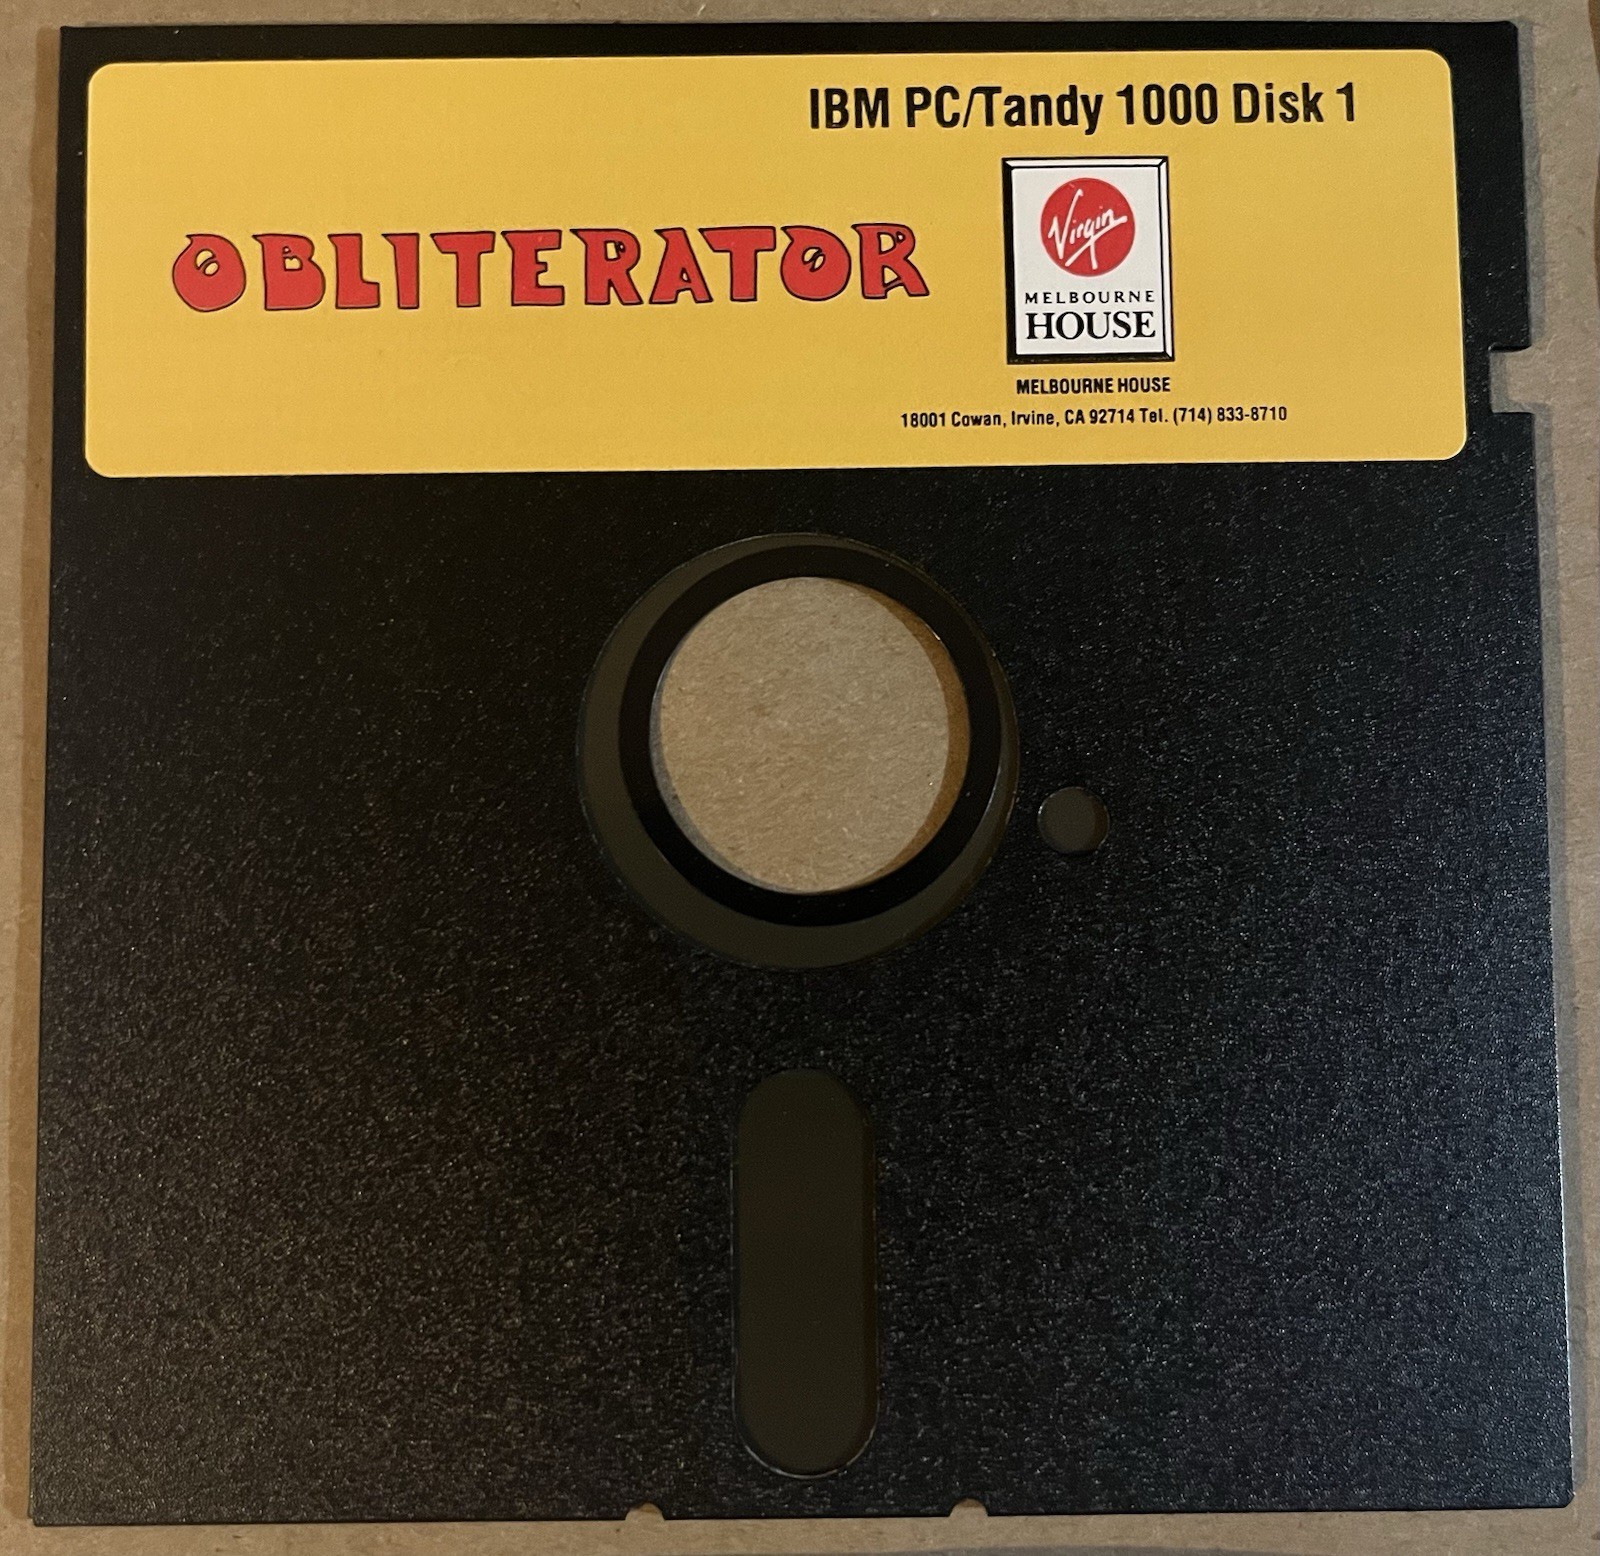 IBM PC/Tandy 1000 Disk 1
OBLITERATOR
Virgin
MELBOURNE
HOUSE
MELBOURNE HOUSE
18001 Cowan, Irvine, CA 92714 Tel. (714) 833-8710